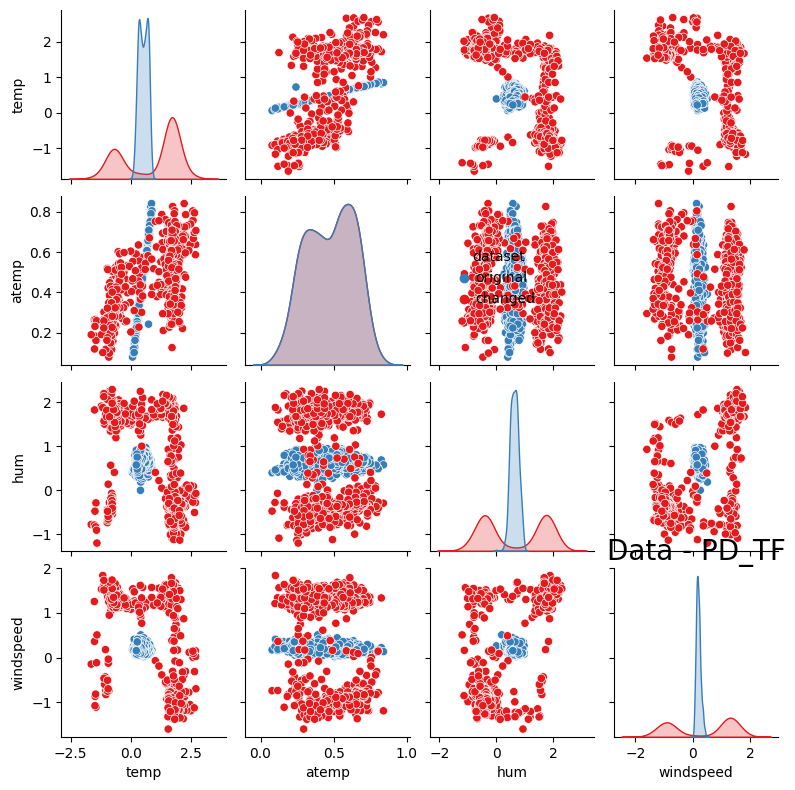 temp
2
1
0
−1
atemp
0.8
0.6
0.4
0.2
dataset
original
changed
hum
2
1
0
−1
Data - PD_TF
windspeed
2
1
0
−1
−2.5 0.0 2.5
temp
0.0 0.5 1.0
atemp
0 2
hum
−2 0 2
windspeed